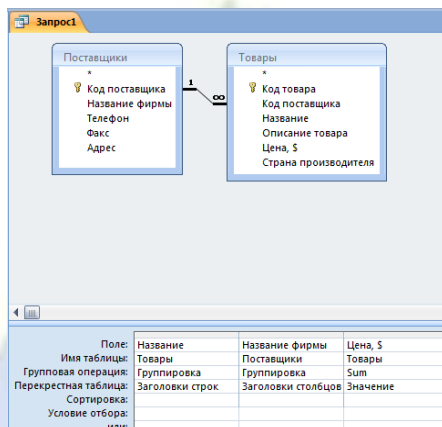 Запрос1
Поставщики
*
Код поставщика
Название фирмы
Телефон
Факс
Адрес
1
∞
Товары
*
Код товара
Код поставщика
Название
Описание товара
Цена, $
Страна производителя
Поле: Название Название фирмы Цена, $
Имя таблицы: Товары Поставщики Товары
Групповая операция: Группировка Группировка Sum
Перекрестная таблица: Заголовки строк Заголовки столбцов Значение
Сортировка:
Условие отбора:
или: